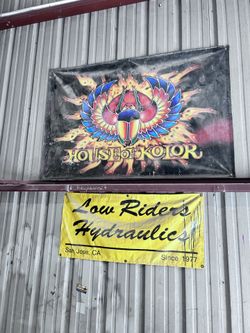 HOUSE OF KOLOR
Low Riders
Hydraulics
San Jose, CA Since 1977